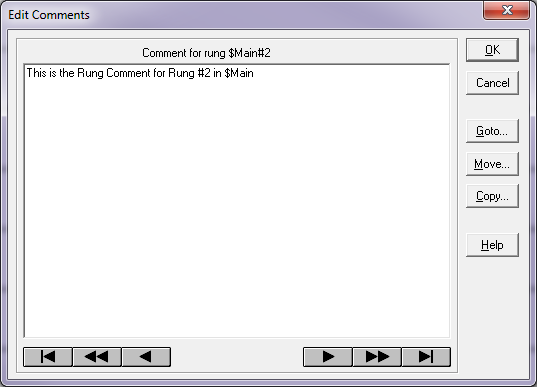 Edit Comments
Comment for rung $Main#2
This is the Rung Comment for Rung #2 in $Main
OK
Cancel
Goto...
Move...
Copy...
Help